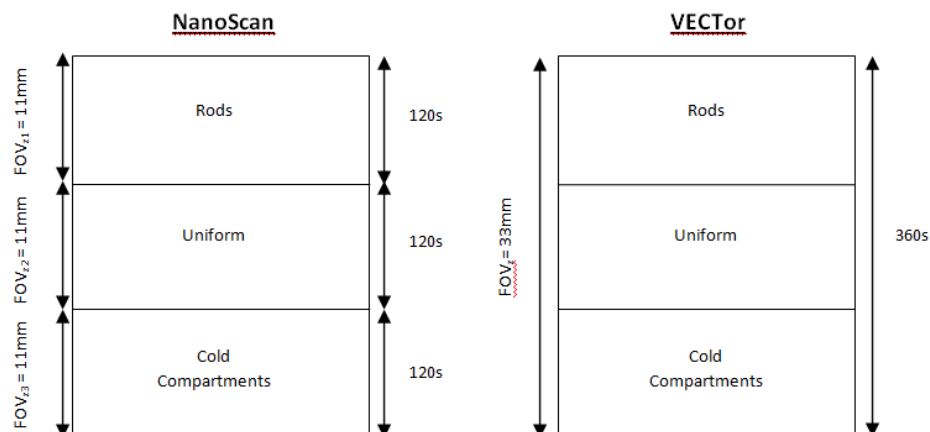 NanoScan
VECTor
FOVz1 = 11mm
Rods
120s
FOVz2 = 11mm
Uniform
120s
FOVz3 = 11mm
Cold
Compartments
120s
FOVz = 33mm
Rods
Uniform
360s
Cold
Compartments